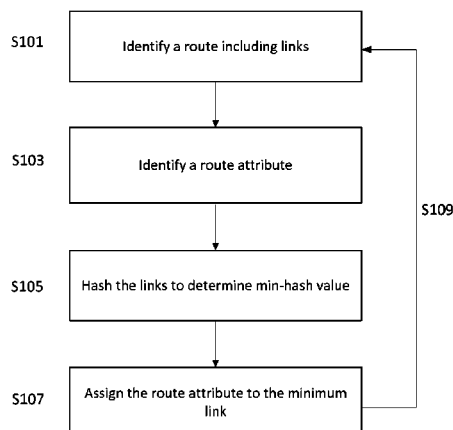 S101
Identify a route including links
S103
Identify a route attribute
S109
S105
Hash the links to determine min-hash value
S107
Assign the route attribute to the minimum
link